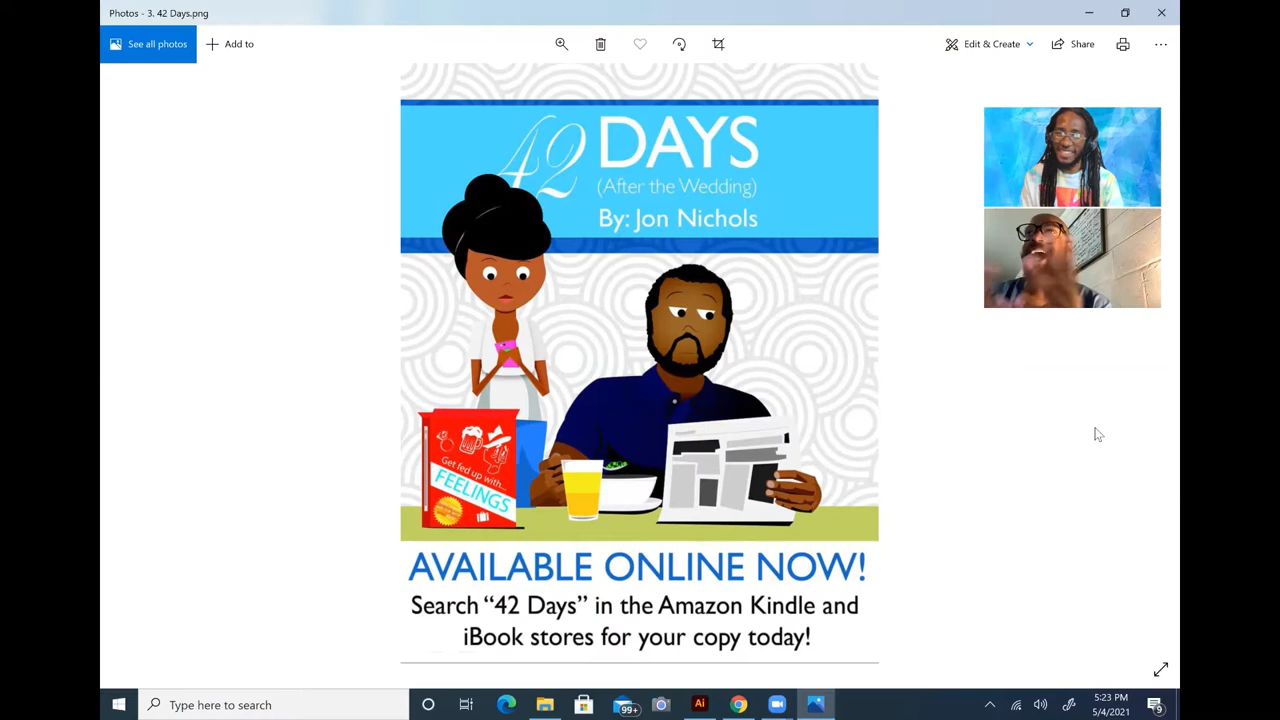 Photos - 3. 42 Days.png
See all photos
Add to
Edit & Create
Share
42 DAYS
(After the Wedding)
By: Jon Nichols
Get fed up with...
FEELINGS
AVAILABLE ONLINE NOW!
Search “42 Days” in the Amazon Kindle and
iBook stores for your copy today!
Type here to search
99+
Ai
5:23 PM
5/4/2021
9